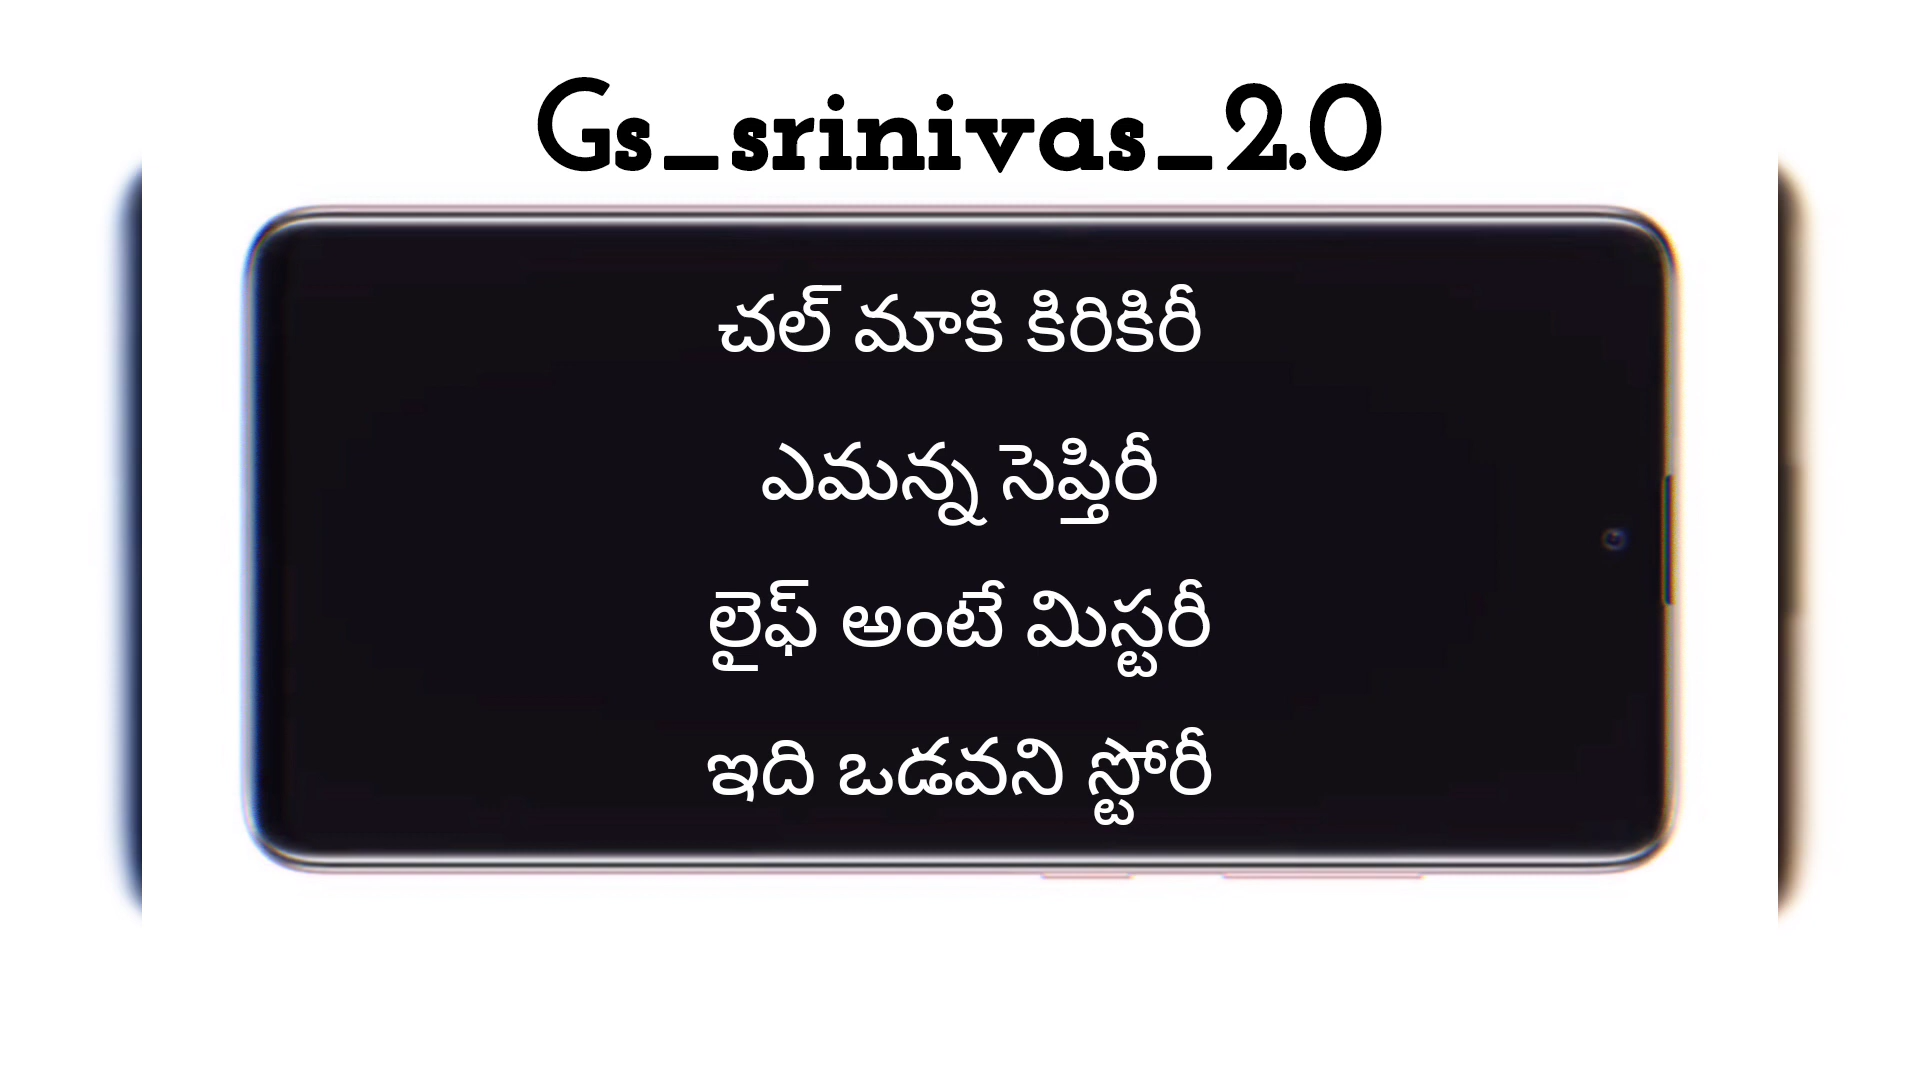 Gs_srinivas_2.0
చల్ మాకి కిరికిరీ
ఎమన్న సెప్తిరీ
లైఫ్ అంటే మిస్టరీ
ఇది ఒడవని స్టోరీ